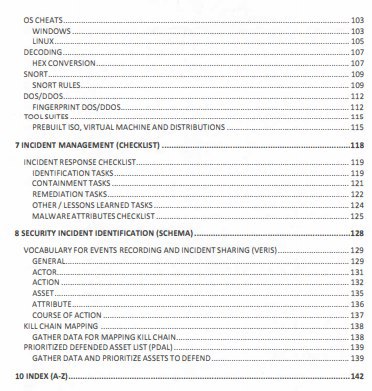 OS CHEATS........................................................................ 103
WINDOWS........................................................................ 103
LINUX........................................................................ 105
DECODING........................................................................ 107
HEX CONVERSION........................................................................ 107
SNORT........................................................................ 109
SNORT RULES........................................................................ 109
DOS/DDOS........................................................................ 112
FINGERPRINT DOS/DDOS........................................................................ 112
TOOL SUITES........................................................................ 115
PREBUILT ISO, VIRTUAL MACHINE AND DISTRIBUTIONS........................................................................ 115
7 INCIDENT MANAGEMENT (CHECKLIST)........................................................................118
INCIDENT RESPONSE CHECKLIST........................................................................ 119
IDENTIFICATION TASKS........................................................................ 119
CONTAINMENT TASKS........................................................................ 121
REMEDIATION TASKS........................................................................ 122
OTHER / LESSONS LEARNED TASKS........................................................................ 124
MALWARE ATTRIBUTES CHECKLIST........................................................................ 125
8 SECURITY INCIDENT IDENTIFICATION (SCHEMA)........................................................................128
VOCABULARY FOR EVENTS RECORDING AND INCIDENT SHARING (VERIS)........................................................................ 129
GENERAL........................................................................ 129
ACTOR........................................................................ 131
ACTION........................................................................ 132
ASSET........................................................................ 135
ATTRIBUTE........................................................................ 136
COURSE OF ACTION........................................................................ 137
KILL CHAIN MAPPING........................................................................ 138
GATHER DATA FOR MAPPING KILL CHAIN........................................................................ 138
PRIORITIZED DEFENDED ASSET LIST (PDAL)........................................................................ 139
GATHER DATA AND PRIORITIZE ASSETS TO DEFEND........................................................................ 139
10 INDEX (A-Z)........................................................................142